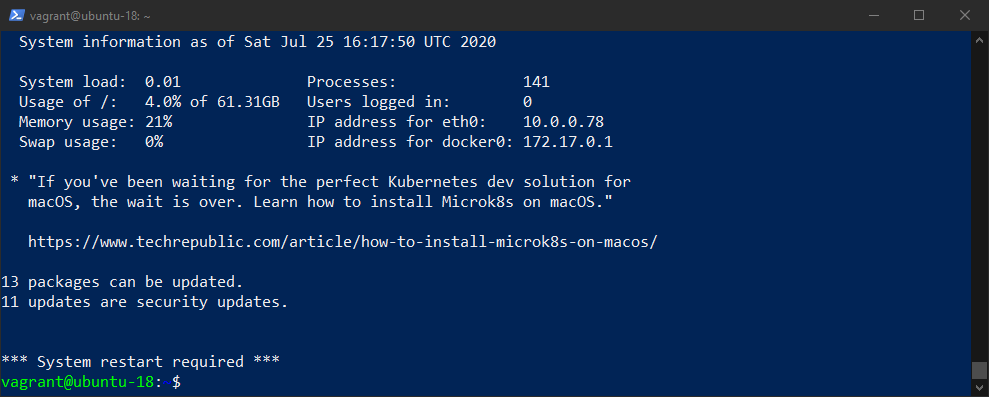 vagrant@ubuntu-18: ~
System information as of Sat Jul 25 16:17:50 UTC 2020
System load:  0.01              Processes:              141
Usage of /:   4.0% of 61.31GB   Users logged in:        0
Memory usage: 21%               IP address for eth0:    10.0.0.78
Swap usage:   0%                IP address for docker0: 172.17.0.1
* "If you've been waiting for the perfect Kubernetes dev solution for
macOS, the wait is over. Learn how to install Microk8s on macOS."
https://www.techrepublic.com/article/how-to-install-microk8s-on-macos/
13 packages can be updated.
11 updates are security updates.
*** System restart required ***
vagrant@ubuntu-18: $